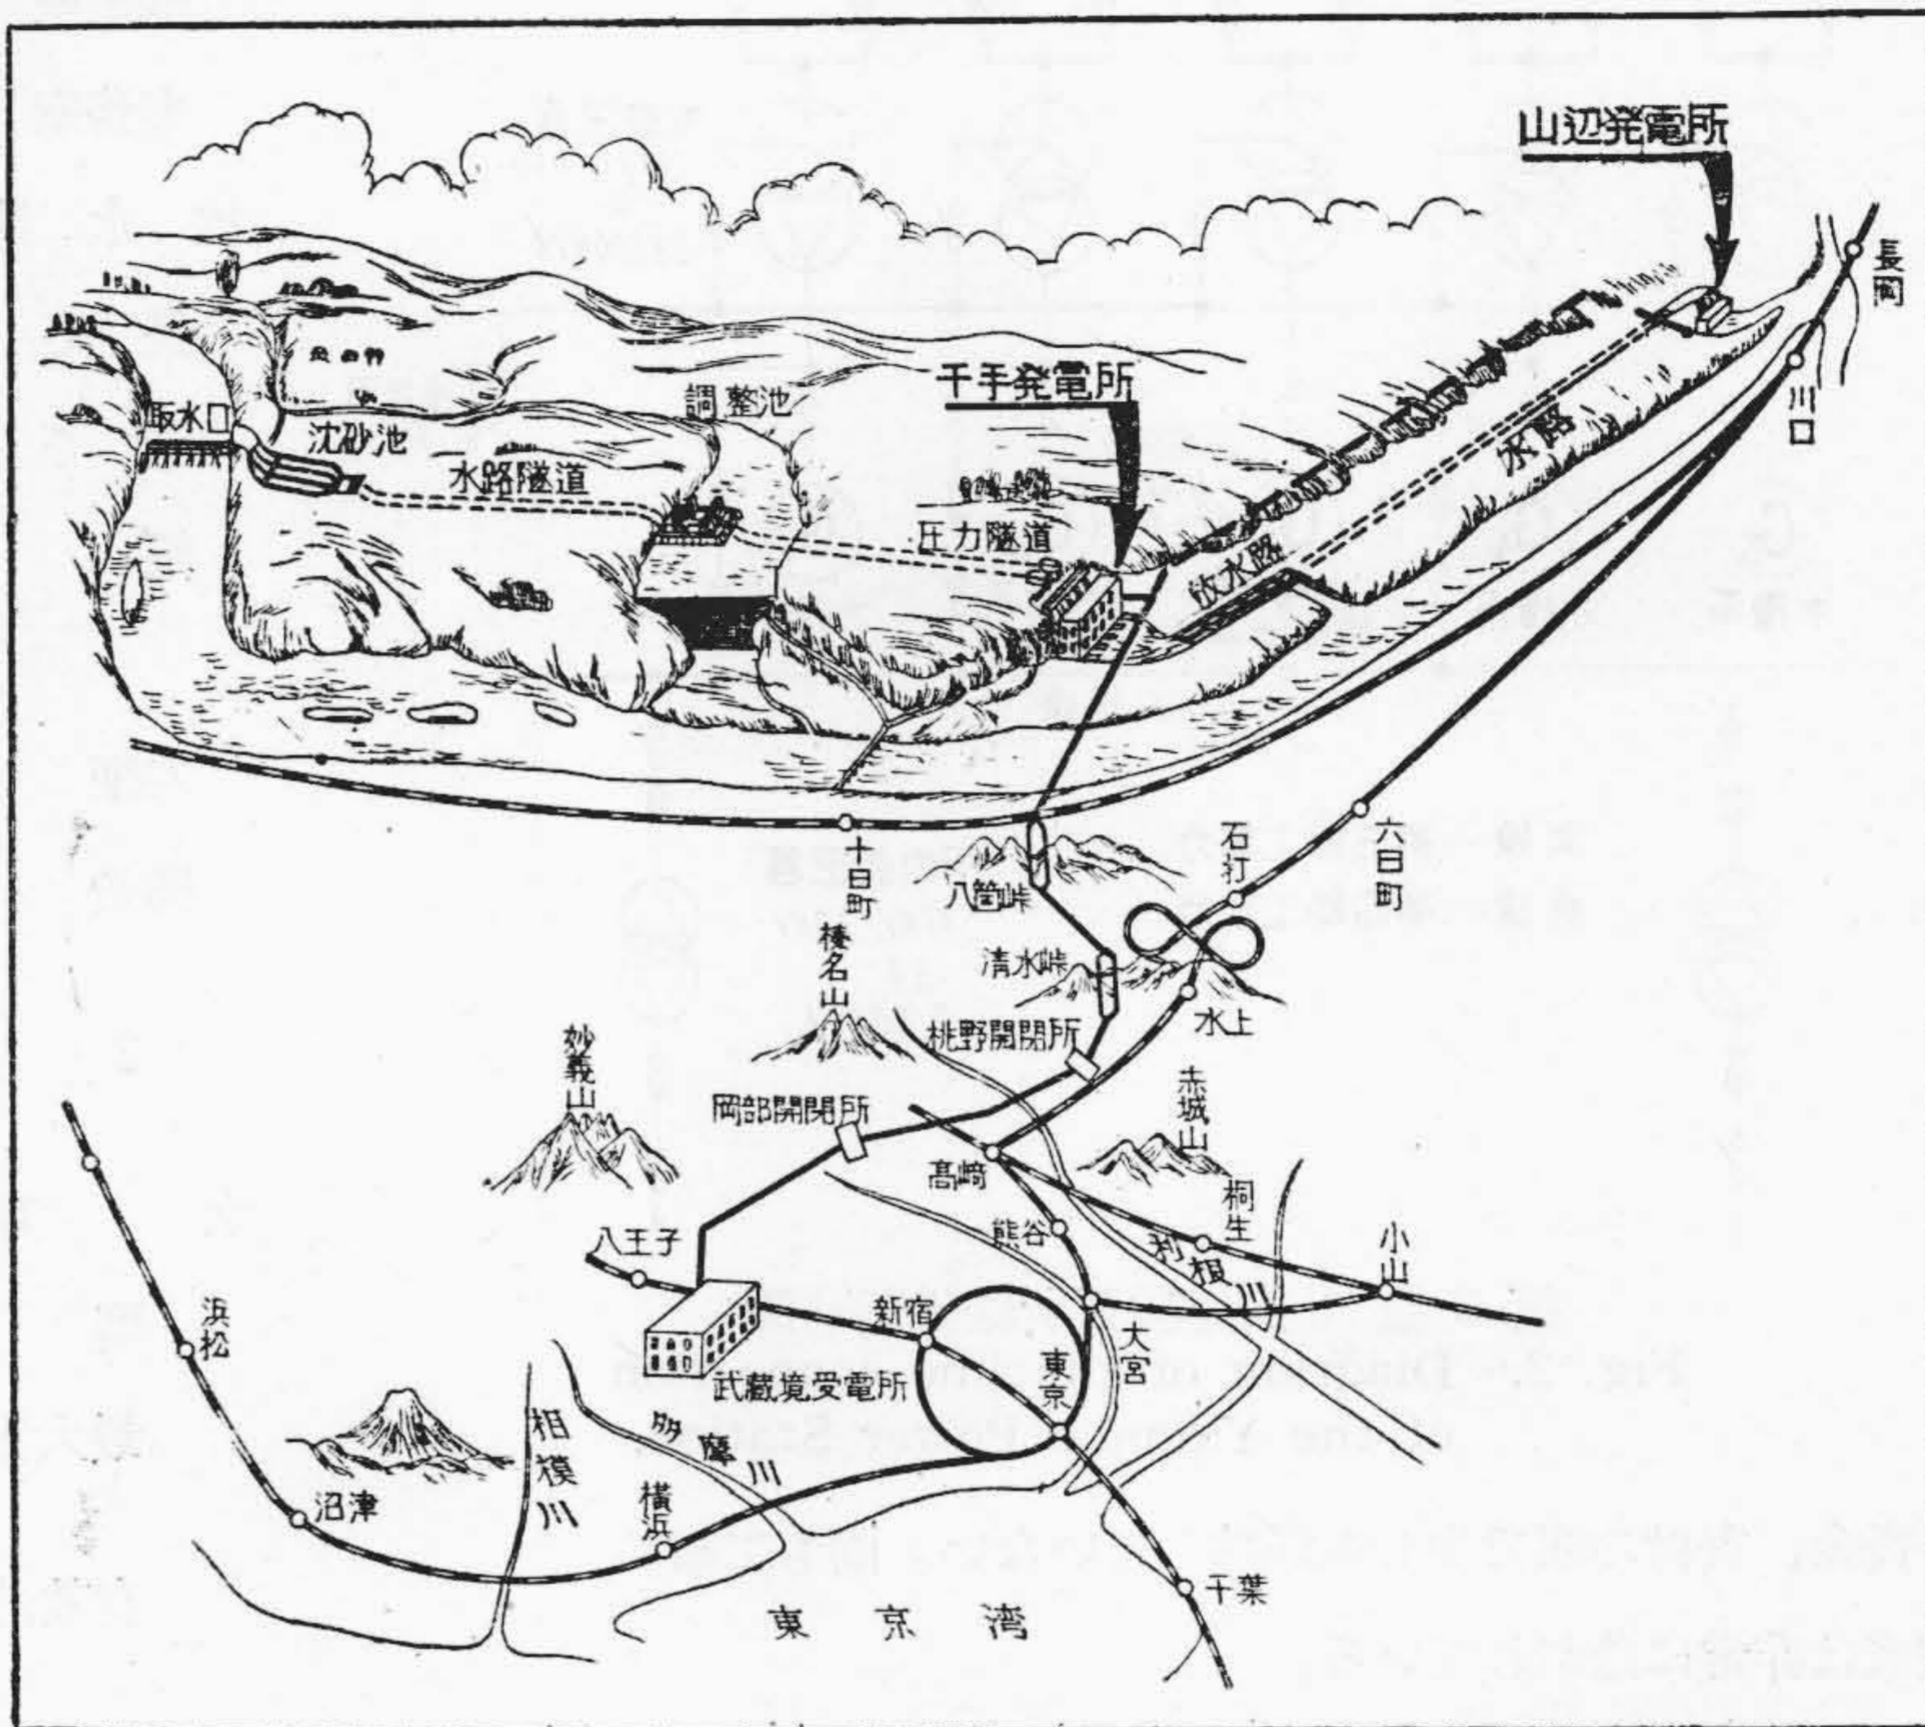 山辺発電所
長岡
千手発電所
調整池
取水口
沈砂池
水路隧道
川口
水路
圧力隧道
放水路
十日町
八箇峠
石打
六日町
榛名山
清水峠
水上
妙義山
桃野開閉所
赤城山
岡部開閉所
高崎
桐生
熊谷
利根川
小山
八王子
浜松
新宿
大宮
東京
武蔵境受電所
相模川
多摩川
沼津
横浜
千葉
東京湾